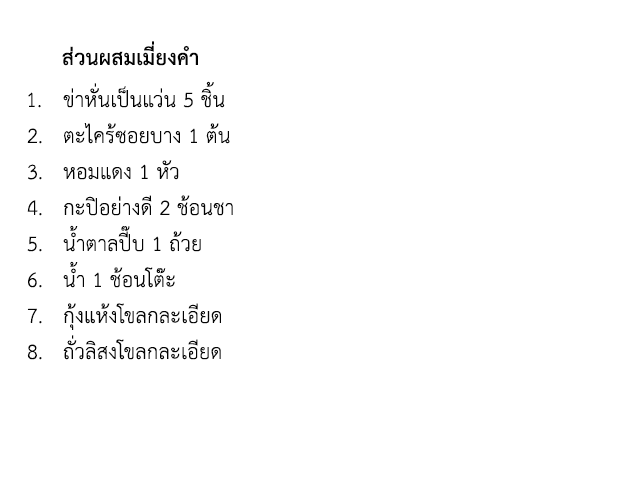 ส่วนผสมเมี่ยงคำ
1. ข่าหั่นเป็นแว่น 5 ชิ้น
2. ตะไคร้ซอยบาง 1 ต้น
3. หอมแดง 1 หัว
4. กะปิอย่างดี 2 ช้อนชา
5. น้ำตาลปี๊บ 1 ถ้วย
6. น้ำ 1 ช้อนโต๊ะ
7. กุ้งแห้งโขลกละเอียด
8. ถั่วลิสงโขลกละเอียด